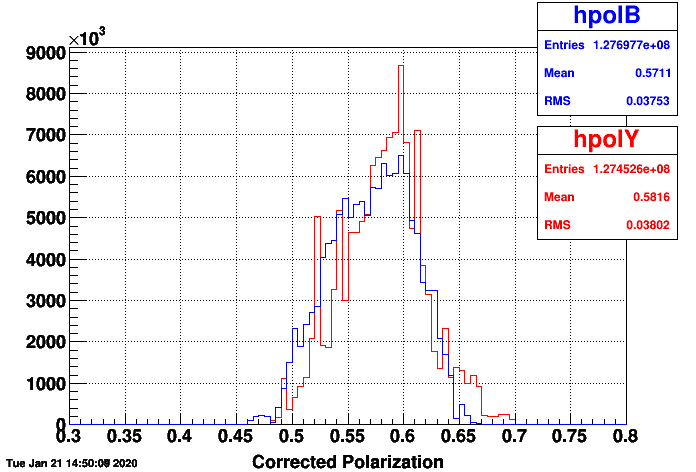 hpolB
Entries 1.276977e+08
Mean 0.5711
RMS 0.03753
hpolY
Entries 1.274526e+08
Mean 0.5816
RMS 0.03802
×10³
9000
8000
7000
6000
5000
4000
3000
2000
1000
0
0.3 0.35 0.4 0.45 0.5 0.55 0.6 0.65 0.7 0.75 0.8
Corrected Polarization
Tue Jan 21 2020